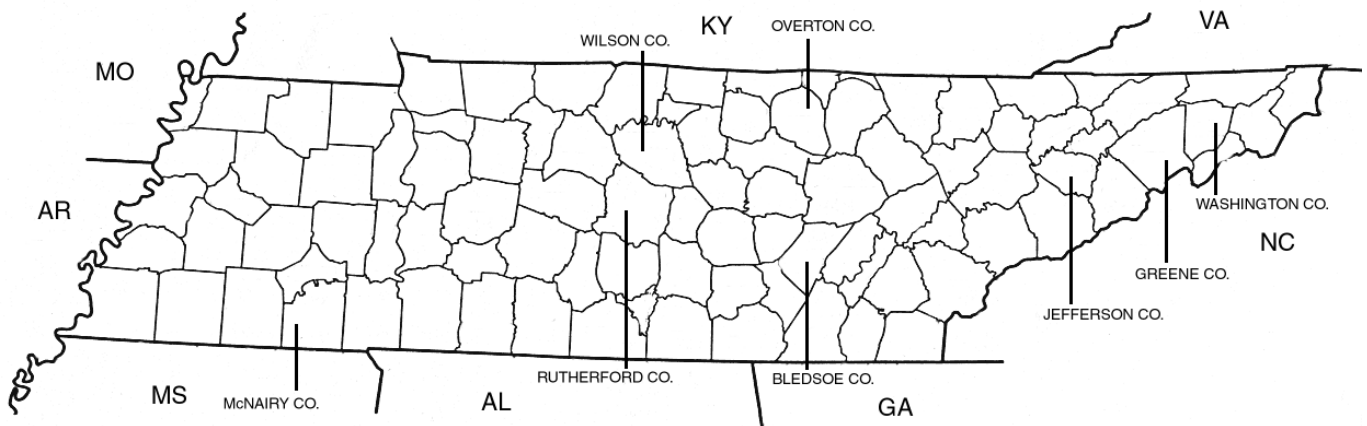 KY
OVERTON CO.
VA
WILSON CO.
MO
AR
WASHINGTON CO.
NC
GREENE CO.
JEFFERSON CO.
RUTHERFORD CO.
BLEDSOE CO.
MS
McNAIRY CO.
AL
GA